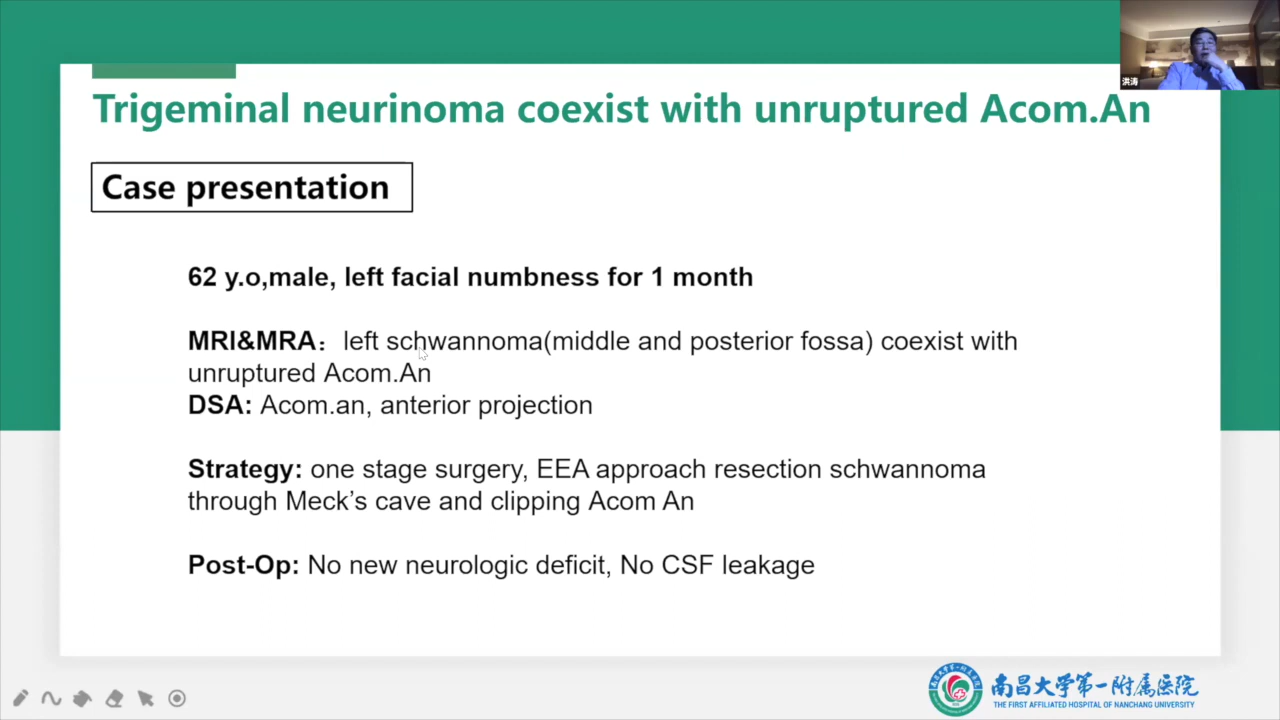 洪涛
Trigeminal neurinoma coexist with unruptured Acom.An
Case presentation
62 y.o,male, left facial numbness for 1 month
MRI&MRA：left schwannoma(middle and posterior fossa) coexist with
unruptured Acom.An
DSA: Acom.an, anterior projection
Strategy: one stage surgery, EEA approach resection schwannoma
through Meck’s cave and clipping Acom An
Post-Op: No new neurologic deficit, No CSF leakage
南昌大学第一附属医院
THE FIRST AFFILIATED HOSPITAL OF NANCHANG UNIVERSITY